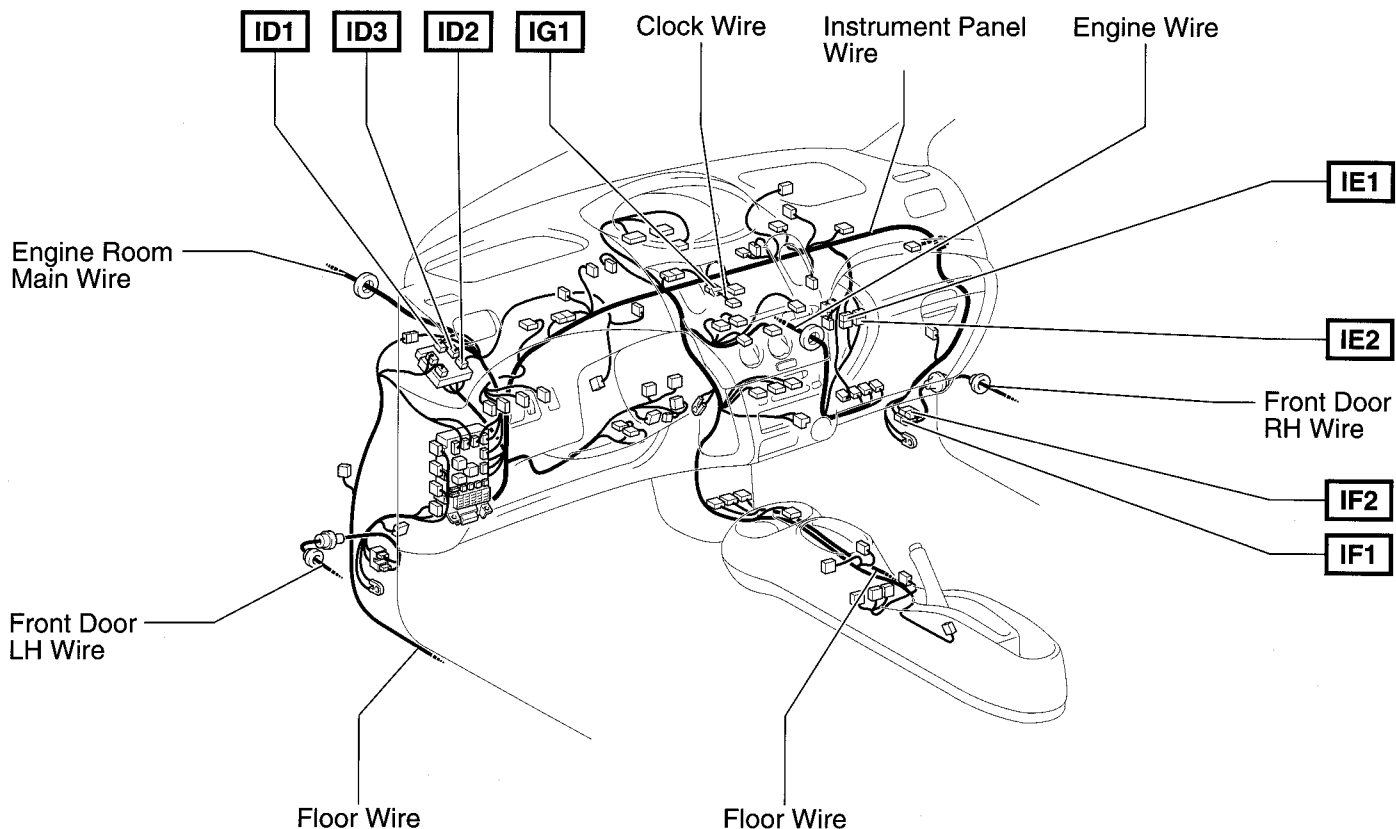 ID1 ID3 ID2 IG1 Clock Wire Instrument Panel Engine Wire
Wire
IE1
Engine Room
Main Wire
IE2
Front Door
RH Wire
IF2
IF1
Front Door
LH Wire
Floor Wire Floor Wire